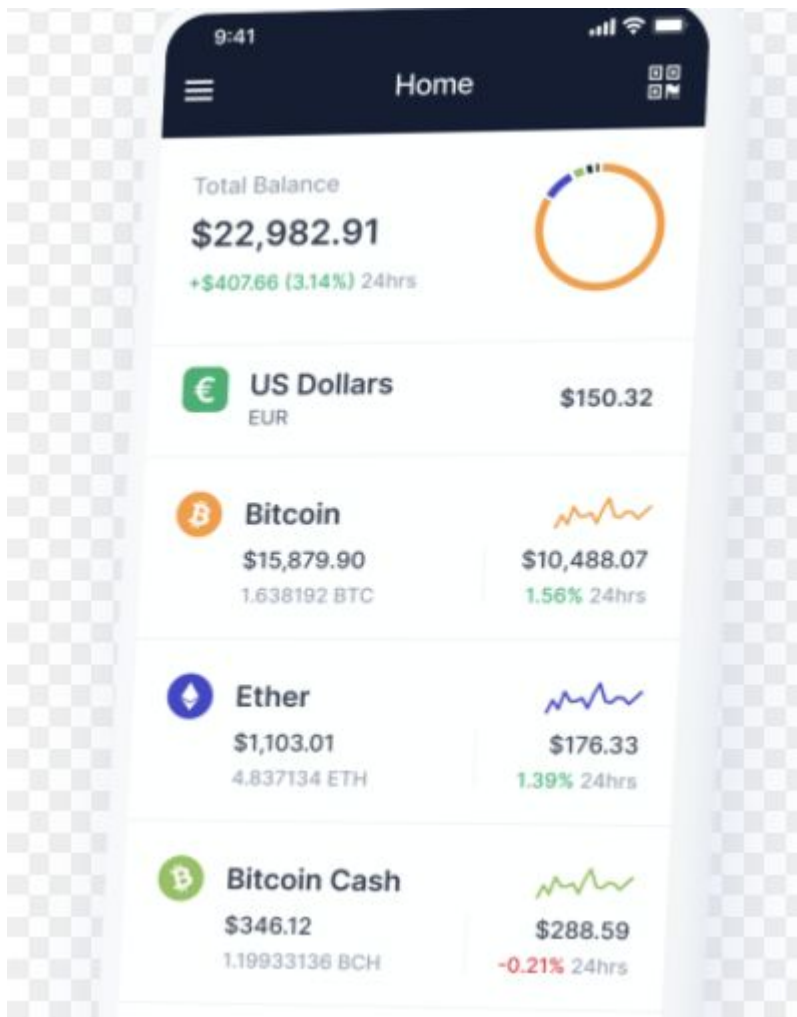 9:41
Home
Total Balance
$22,982.91
+$407.66 (3.14%) 24hrs
€
US Dollars
EUR
$150.32
Bitcoin
$15,879.90
1.638192 BTC
$10,488.07
1.56% 24hrs
Ether
$1,103.01
4.837134 ETH
$176.33
1.39% 24hrs
Bitcoin Cash
$346.12
1.19933136 BCH
$288.59
-0.21% 24hrs